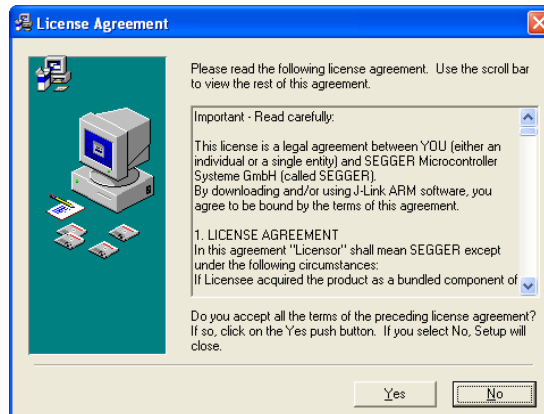 License Agreement
Please read the following license agreement. Use the scroll bar
to view the rest of this agreement.
Important - Read carefully:
This license is a legal agreement between YOU (either an
individual or a single entity) and SEGGER Microcontroller
Systeme GmbH (called SEGGER).
By downloading and/or using J-Link ARM software, you
agree to be bound by the terms of this agreement.
1. LICENSE AGREEMENT
In this agreement "Licensor" shall mean SEGGER except
under the following circumstances:
If Licensee acquired the product as a bundled component of
Do you accept all the terms of the preceding license agreement?
If so, click on the Yes push button. If you select No, Setup will
close.
Yes
No